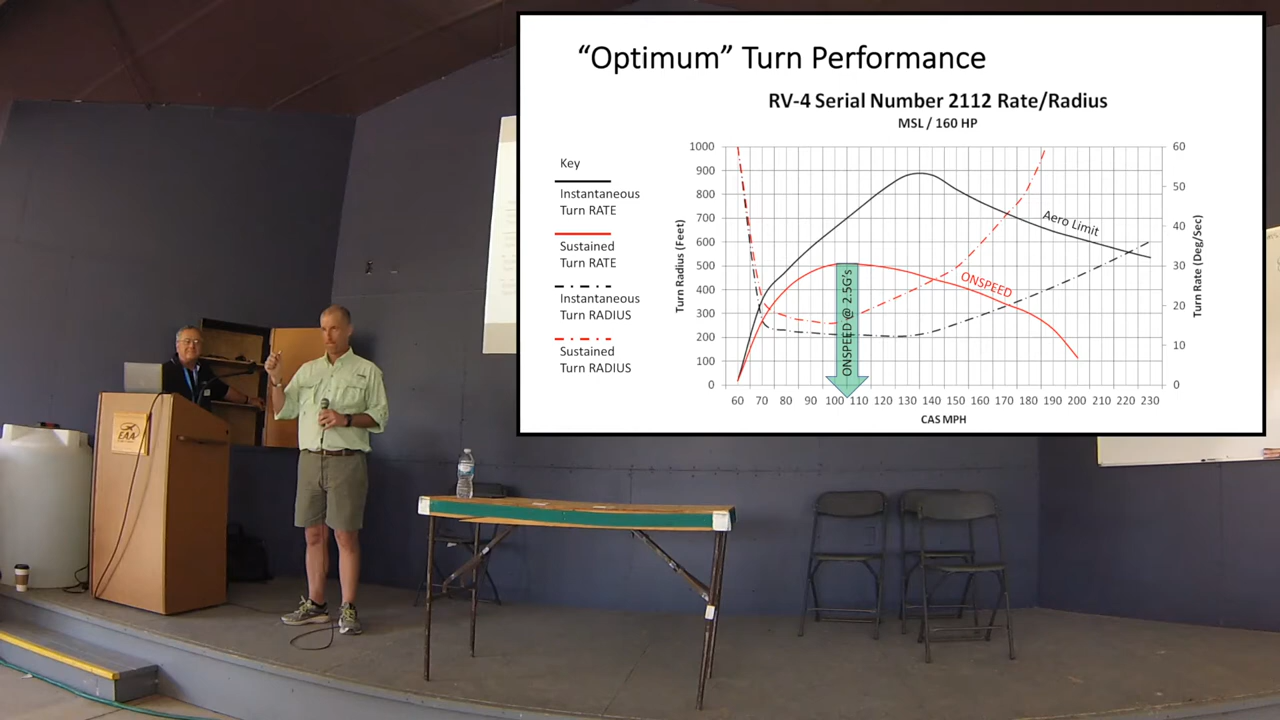 “Optimum” Turn Performance
RV-4 Serial Number 2112 Rate/Radius
MSL / 160 HP
Key
Instantaneous
Turn RATE
Sustained
Turn RATE
Instantaneous
Turn RADIUS
Sustained
Turn RADIUS
Turn Radius (Feet)
1000
900
800
700
600
500
400
300
200
100
0
60
50
40
30
20
10
0
Turn Rate (Deg/Sec)
Aero Limit
ONSPEED
ONSPEED @ 2.5G's
60 70 80 90 100 110 120 130 140 150 160 170 180 190 200 210 220 230
CAS MPH
EAA